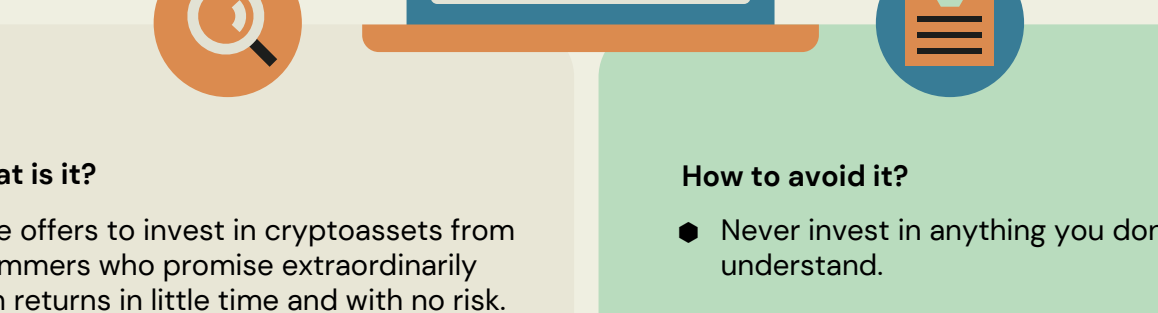 at is it?
e offers to invest in cryptoassets from
mmers who promise extraordinarily
returns in little time and with no risk.
How to avoid it?
Never invest in anything you don
understand.